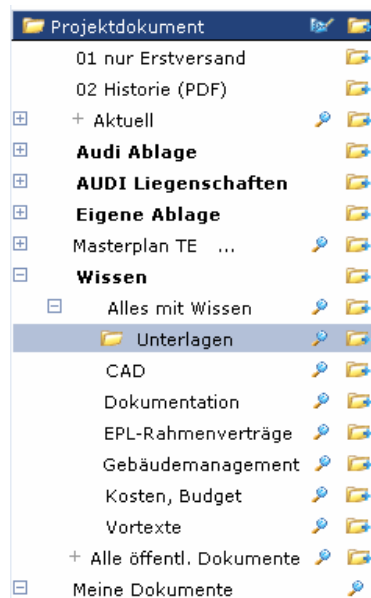 Projektdokument
01 nur Erstversand
02 Historie (PDF)
+ Aktuell
Audi Ablage
AUDI Liegenschaften
Eigene Ablage
Masterplan TE ...
Wissen
Alles mit Wissen
Unterlagen
CAD
Dokumentation
EPL-Rahmenverträge
Gebäudemanagement
Kosten, Budget
Vortexte
+ Alle öffentl. Dokumente
Meine Dokumente